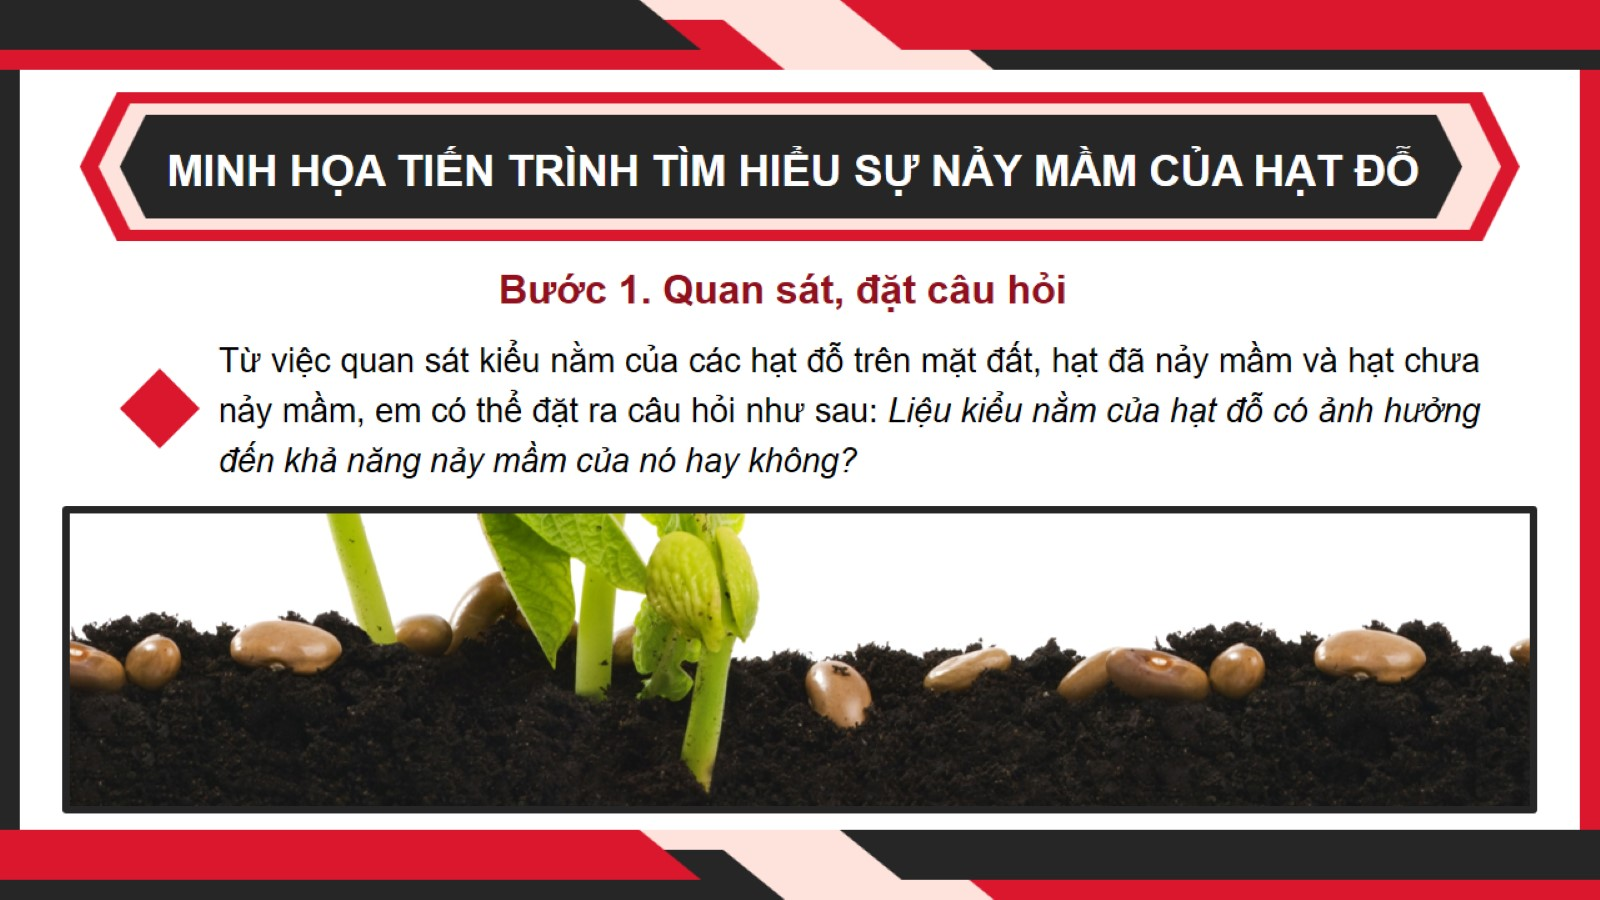 MINH HỌA TIẾN TRÌNH TÌM HIỂU SỰ NẢY MẦM CỦA HẠT ĐỖ
Bước 1. Quan sát, đặt câu hỏi
Từ việc quan sát kiểu nằm của các hạt đỗ trên mặt đất, hạt đã nảy mầm và hạt chưa
nảy mầm, em có thể đặt ra câu hỏi như sau: Liệu kiểu nằm của hạt đỗ có ảnh hưởng
đến khả năng nảy mầm của nó hay không?